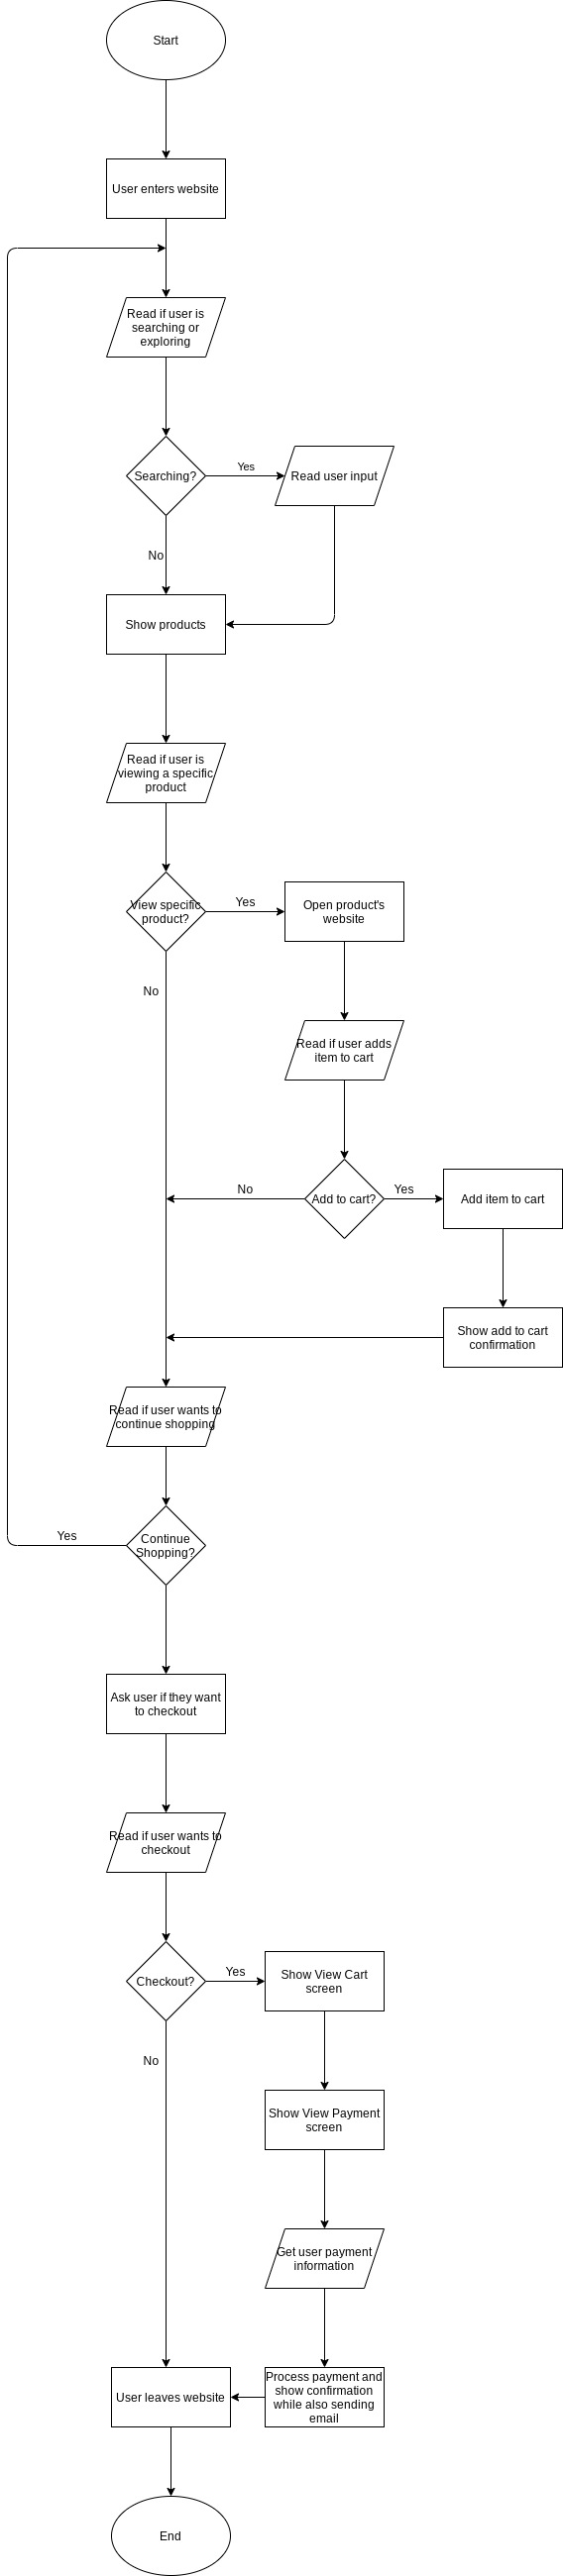 Start
User enters website
Read if user is
searching or
exploring
Searching?
Yes
Read user input
No
Show products
Read if user is
viewing a specific
product
View specific
product?
Yes
Open product's
website
No
Read if user adds
item to cart
No
Add to cart?
Yes
Add item to cart
Show add to cart
confirmation
Read if user wants to
continue shopping
Yes
Continue
Shopping?
Ask user if they want
to checkout
Read if user wants to
checkout
Checkout?
Yes
Show View Cart
screen
No
Show View Payment
screen
Get user payment
information
User leaves website
Process payment and
show confirmation
while also sending
email
End